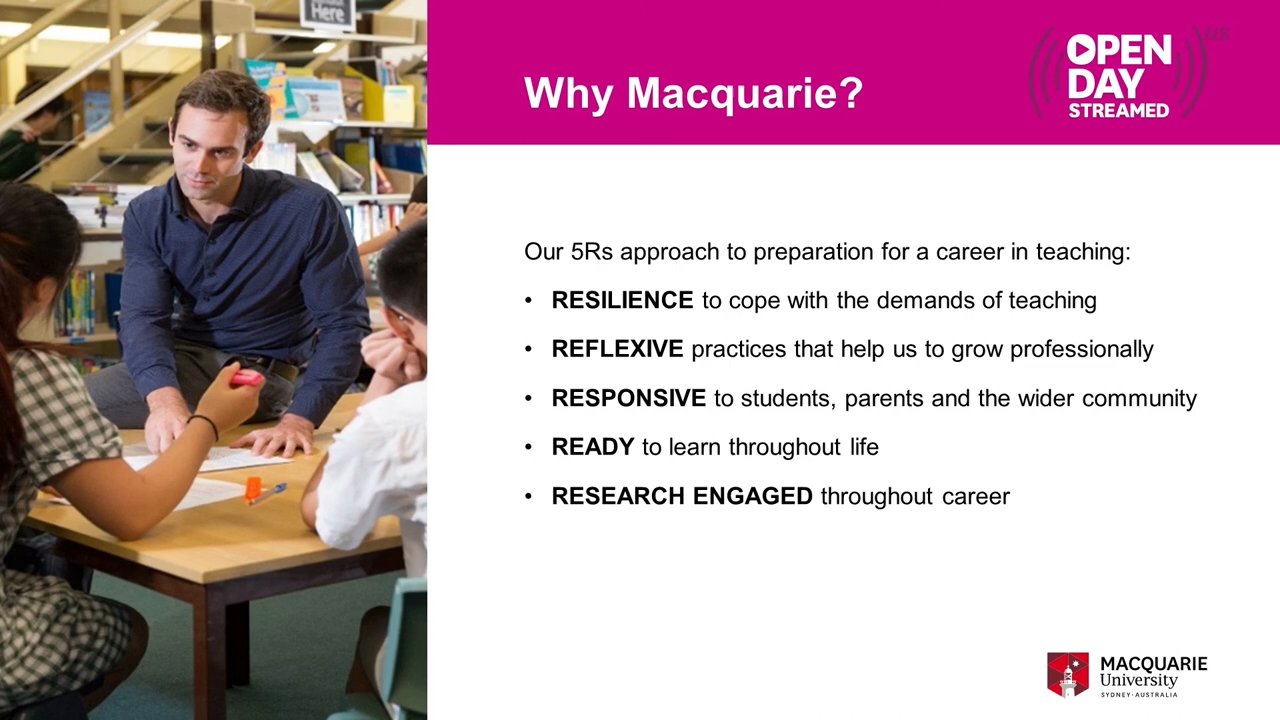 Here
Why Macquarie?
OPEN
DAY
STREAMED
Our 5Rs approach to preparation for a career in teaching:
• RESILIENCE to cope with the demands of teaching
• REFLEXIVE practices that help us to grow professionally
• RESPONSIVE to students, parents and the wider community
• READY to learn throughout life
• RESEARCH ENGAGED throughout career
MACQUARIE
University
SYDNEY·AUSTRALIA